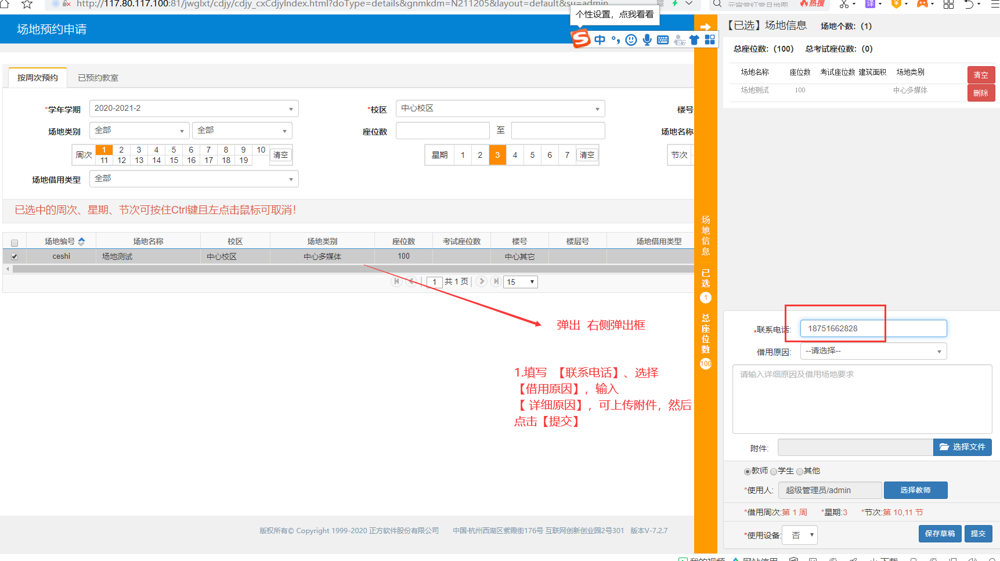 http://117.80.117.100:81/jwglxt/cdjy/cdjy_cxCdjyIndex.html?doType=details&gnmkdm=N211205&layout=default&su=admin
热搜
译
个性设置，点我看看
中
场地预约申请
按周次预约 已预约教室
*学年学期 2020-2021-2 *校区 中心校区 楼号
场地类别 全部 全部 座位数 至 场地名称
周次 1 2 3 4 5 6 7 8 9 10 清空
11 12 13 14 15 16 17 18 19
星期 1 2 3 4 5 6 7 清空 节次
场地借用类型 全部
已选中的周次、星期、节次可按住Ctrl键且左点击鼠标可取消!
场地编号 场地名称 校区 场地类别 座位数 考试座位数 楼号 楼层号 场地借用类型
ceshi 场地测试 中心校区 中心多媒体 100 中心其它
1 共 1 页 15
弹出 右侧弹出框
1.填写 【联系电话】、选择
【借用原因】，输入
【 详细原因】，可上传附件，然后
点击【提交】
版权所有© Copyright 1999-2020 正方软件股份有限公司 中国·杭州西湖区紫霞街176号 互联网创新创业园2号301 版本V-7.2.7
场地信息
已选
1
总座位数
100
【已选】场地信息 场地个数：(1)
总座位数：(100) 总考试座位数：(0)
场地名称 座位数 考试座位数 建筑面积 场地类别 清空
场地测试 100 中心多媒体 删除
*联系电话: 18751662828
借用原因: --请选择--
请输入详细原因及借用场地要求
附件: 选择文件
教师 学生 其他
*使用人: 超级管理员/admin 选择教师
*借用周次:第 1 周 *星期:3 *节次:第 10,11 节
*使用设备: 否 保存草稿 提交